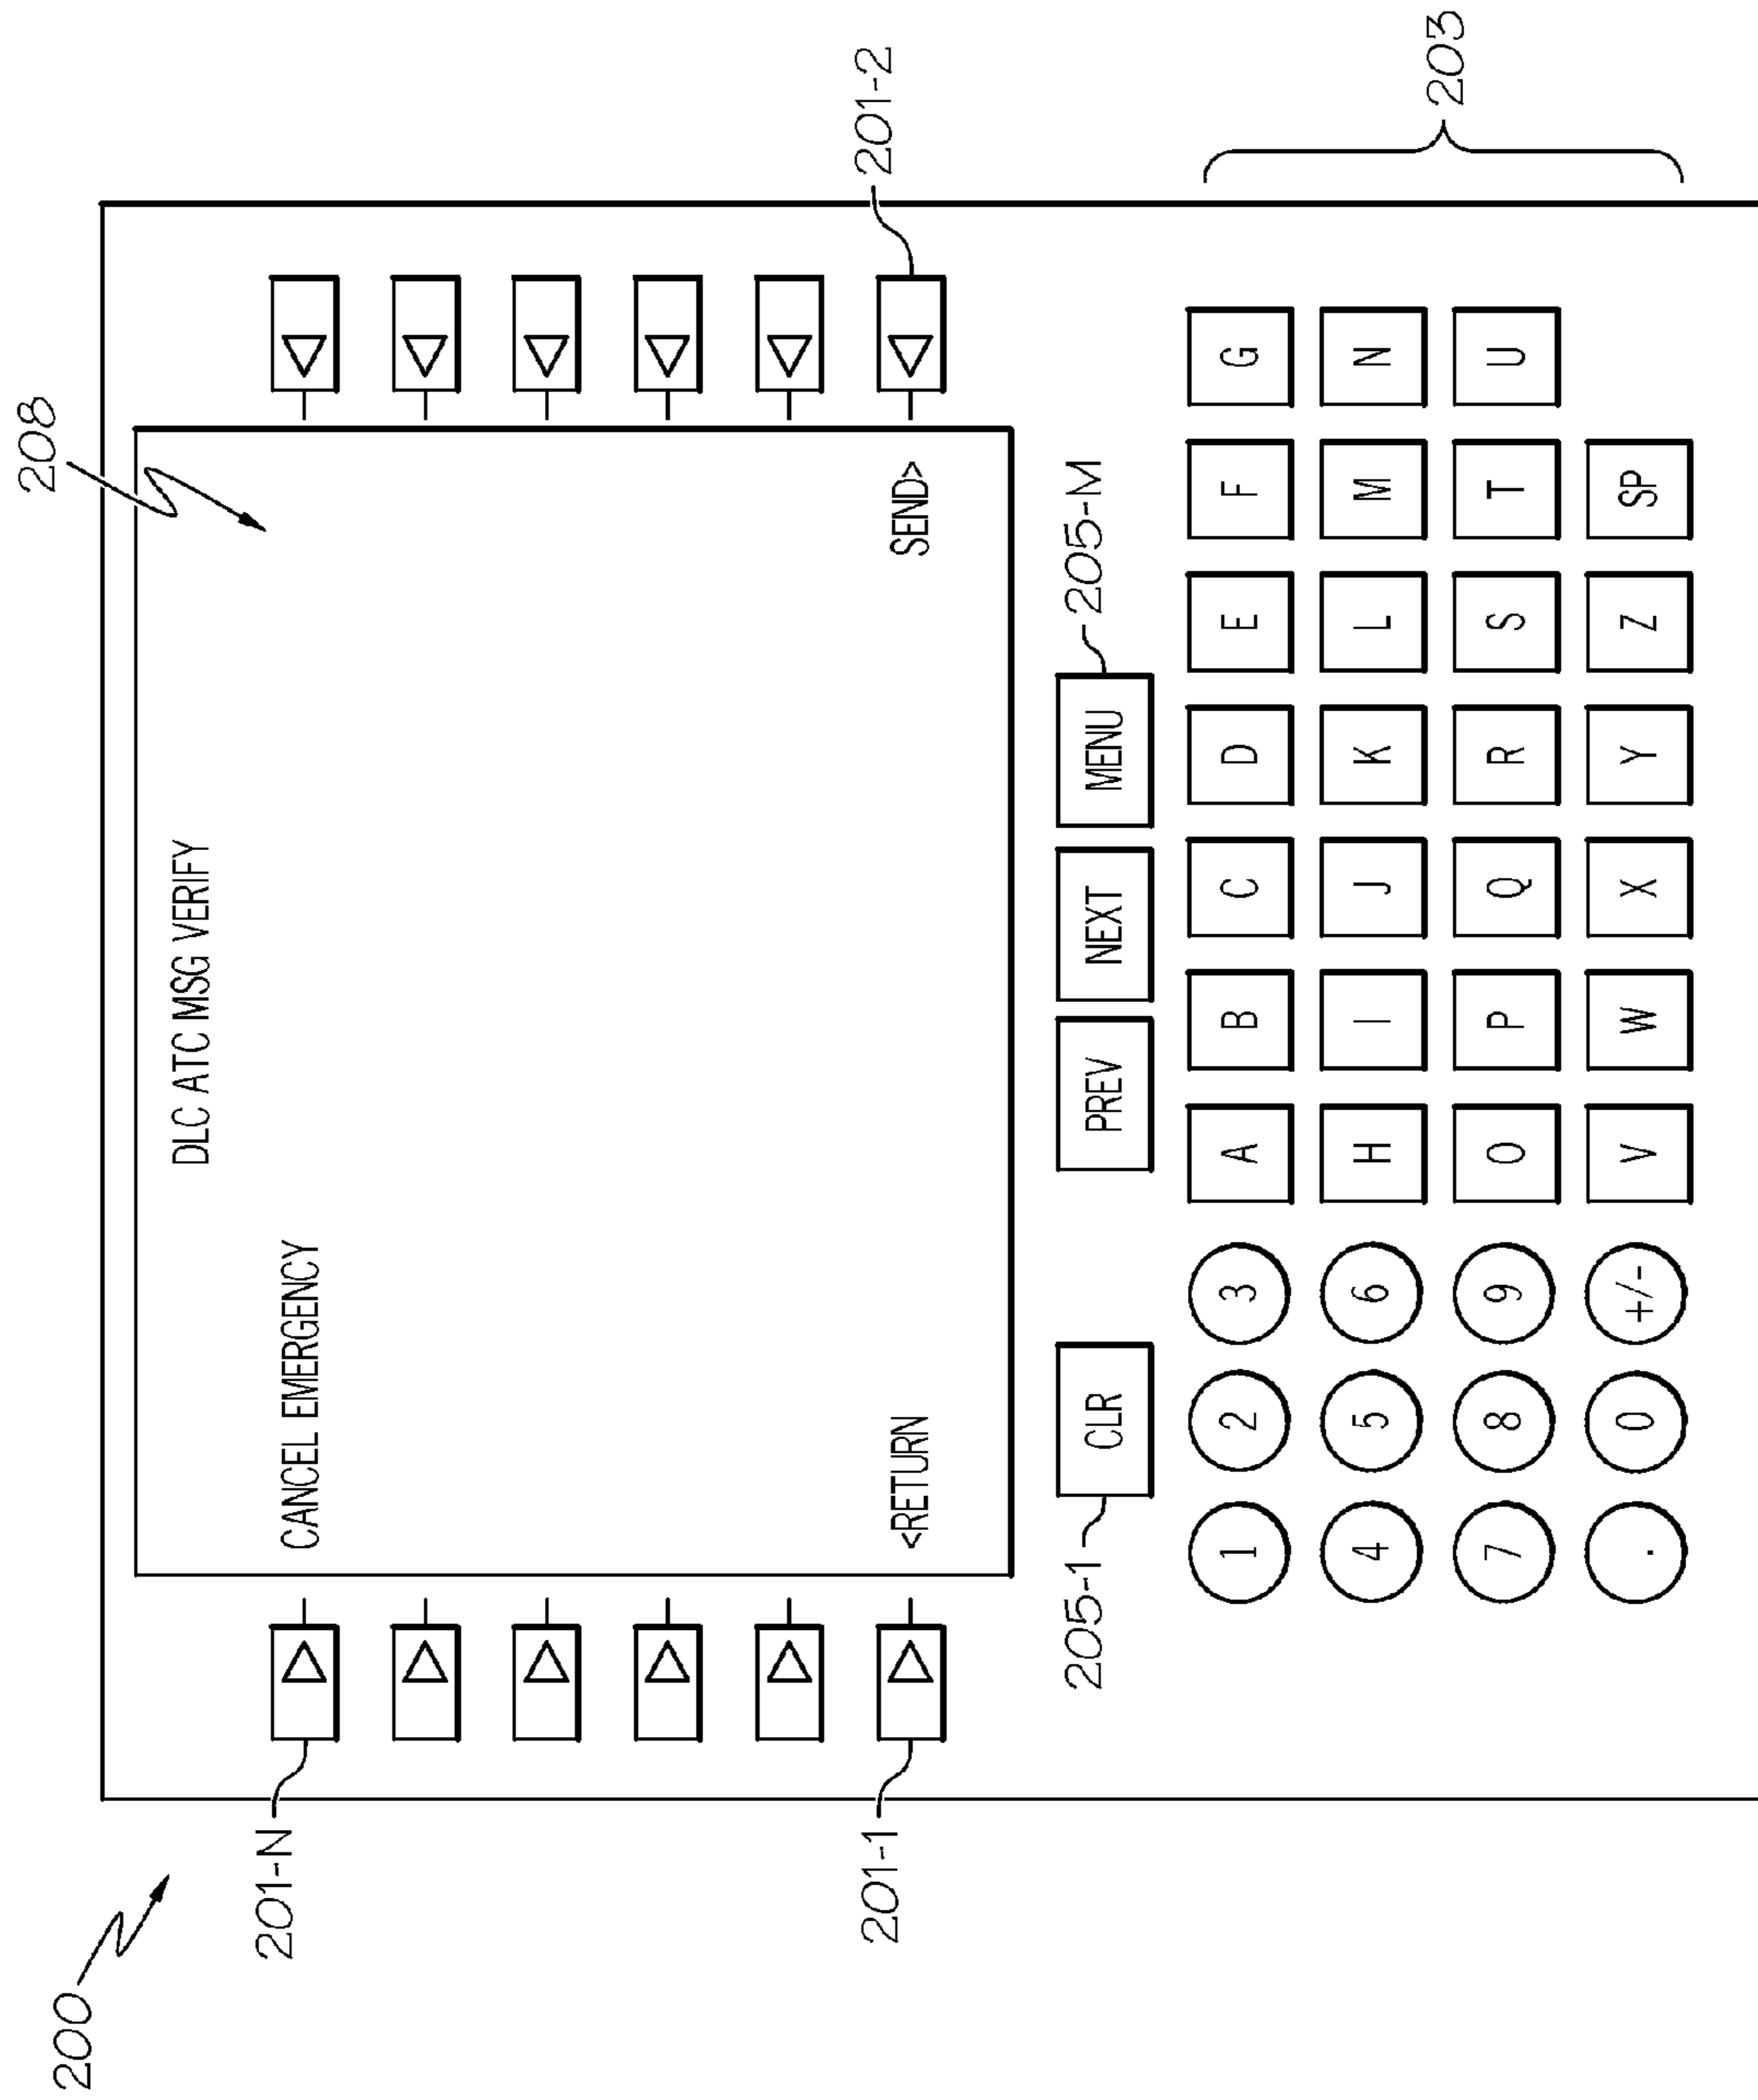 200
208
DLC ATC MSG VERIFY
201-N
CANCEL EMERGENCY
201-1
<RETURN
SEND>
201-2
205-1
CLR
PREV
NEXT
MENU
205-M
1 2 3 A B C D E F G
4 5 6 H I J K L M N
7 8 9 O P Q R S T U
. 0 +/- V W X Y Z SP
203